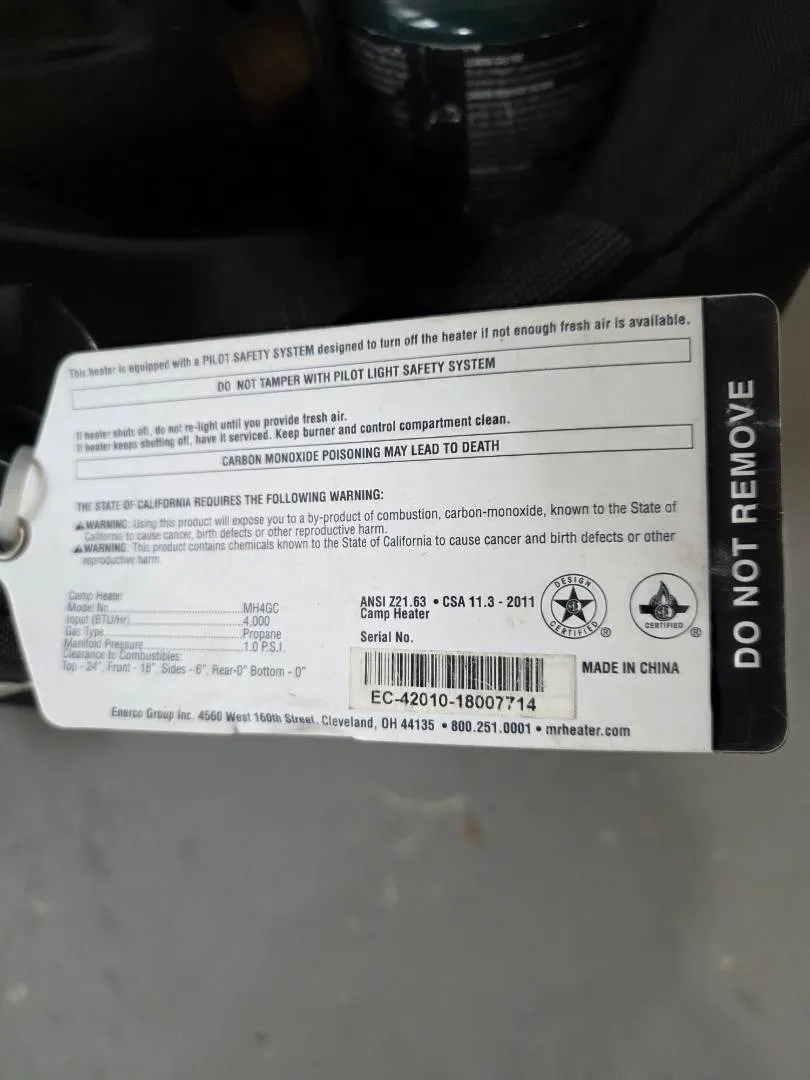 This heater is equipped with a PILOT SAFETY SYSTEM designed to turn off the heater if not enough fresh air is available.
DO NOT TAMPER WITH PILOT LIGHT SAFETY SYSTEM
If heater shuts off, do not re-light until you provide fresh air.
If heater keeps shutting off, have it serviced. Keep burner and control compartment clean.
CARBON MONOXIDE POISONING MAY LEAD TO DEATH
THE STATE OF CALIFORNIA REQUIRES THE FOLLOWING WARNING:
⚠WARNING: Using this product will expose you to a by-product of combustion, carbon-monoxide, known to the State of
California to cause cancer, birth defects or other reproductive harm.
⚠WARNING: This product contains chemicals known to the State of California to cause cancer and birth defects or other
reproductive harm.
Camp Heater
Model No. MH4GC
Input (BTU/Hr) 4,000
Gas Type Propane
Manifold Pressure 1.0 P.S.I.
Clearance to Combustibles:
Top - 24", Front - 18", Sides - 6", Rear-0" Bottom - 0"
ANSI Z21.63 • CSA 11.3 - 2011
Camp Heater
Serial No.
EC-42010-18007714
DESIGN CERTIFIED ®
CERTIFIED ®
MADE IN CHINA
Enerco Group Inc. 4560 West 160th Street, Cleveland, OH 44135 • 800.251.0001 • mrheater.com
DO NOT REMOVE